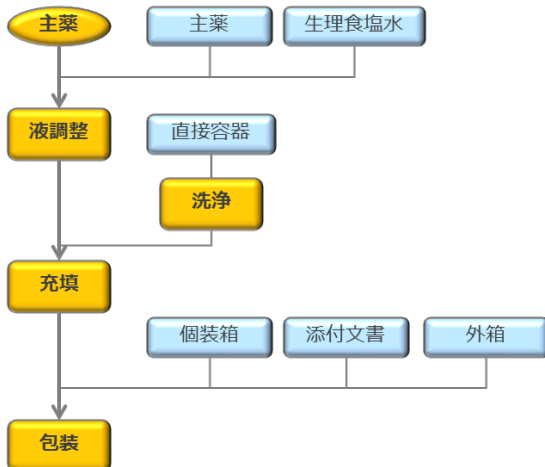 主薬
主薬
生理食塩水
液調整
直接容器
洗浄
充填
個装箱
添付文書
外箱
包装